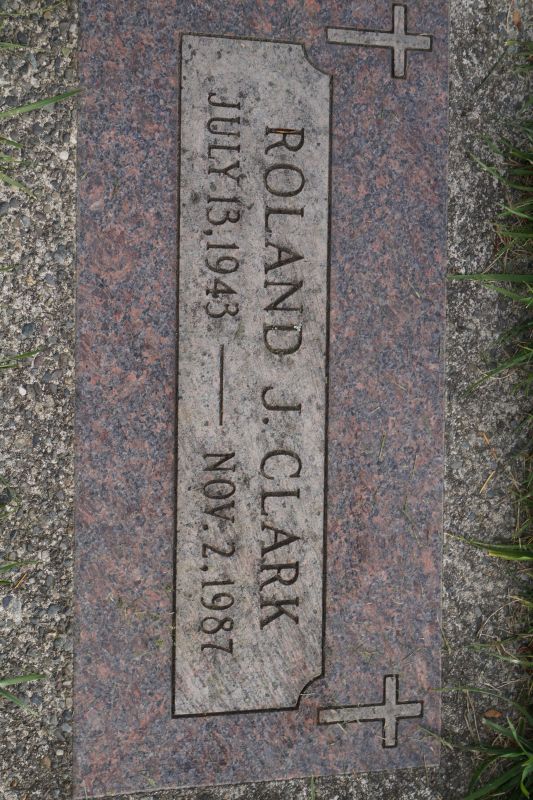 ROLAND J. CLARK
JULY 13, 1943 — NOV. 2, 1987